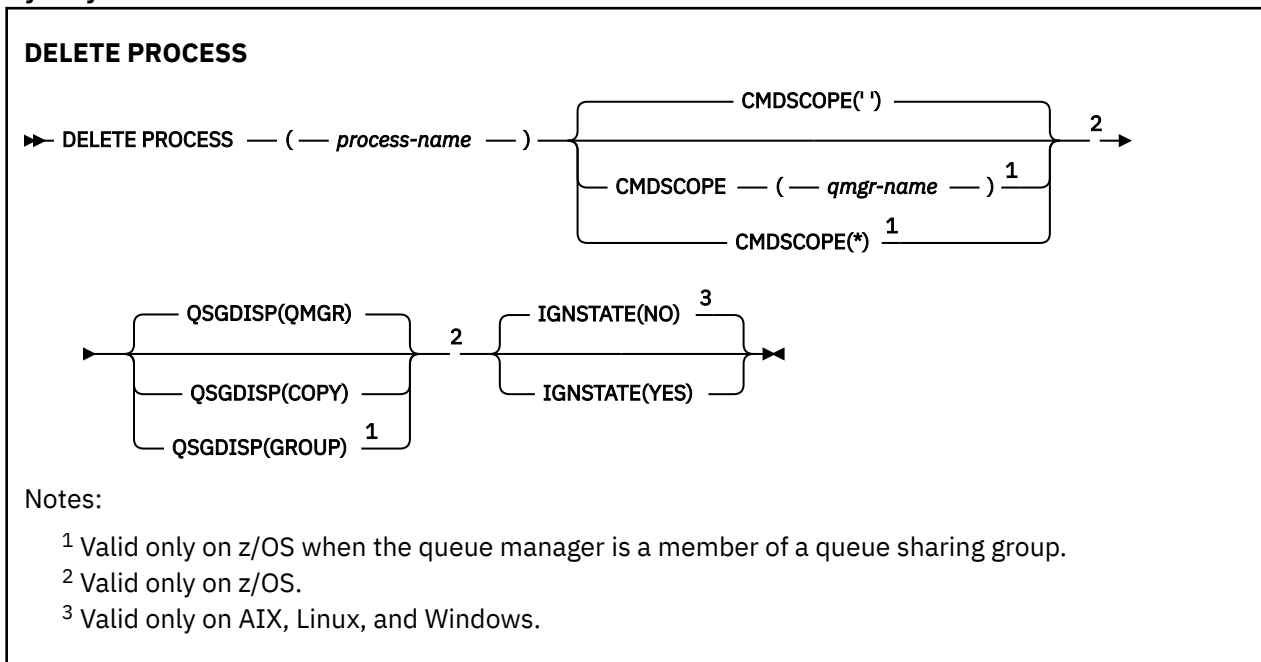 DELETE PROCESS
CMDSCOPE(' ')
DELETE PROCESS ( process-name ) 2
CMDSCOPE ( qmgr-name ) 1
CMDSCOPE(*) 1
QSGDISP(QMGR) IGNSTATE(NO) 3
2
QSGDISP(COPY) IGNSTATE(YES)
QSGDISP(GROUP) 1
Notes:
1 Valid only on z/OS when the queue manager is a member of a queue sharing group.
2 Valid only on z/OS.
3 Valid only on AIX, Linux, and Windows.